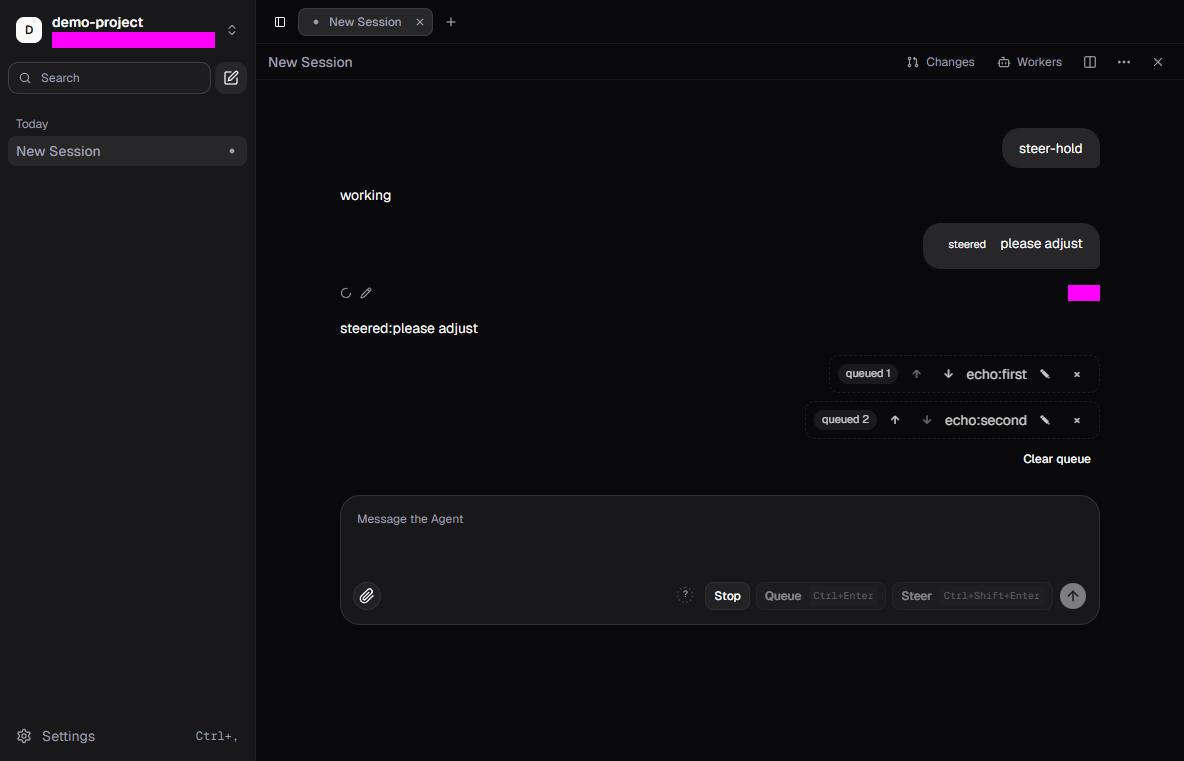 D
demo-project
Search
Today
New Session
Settings
Ctrl+,
New Session
New Session
Changes
Workers
steer-hold
working
steered please adjust
steered:please adjust
queued 1 echo:first
queued 2 echo:second
Clear queue
Message the Agent
? Stop Queue Ctrl+Enter Steer Ctrl+Shift+Enter